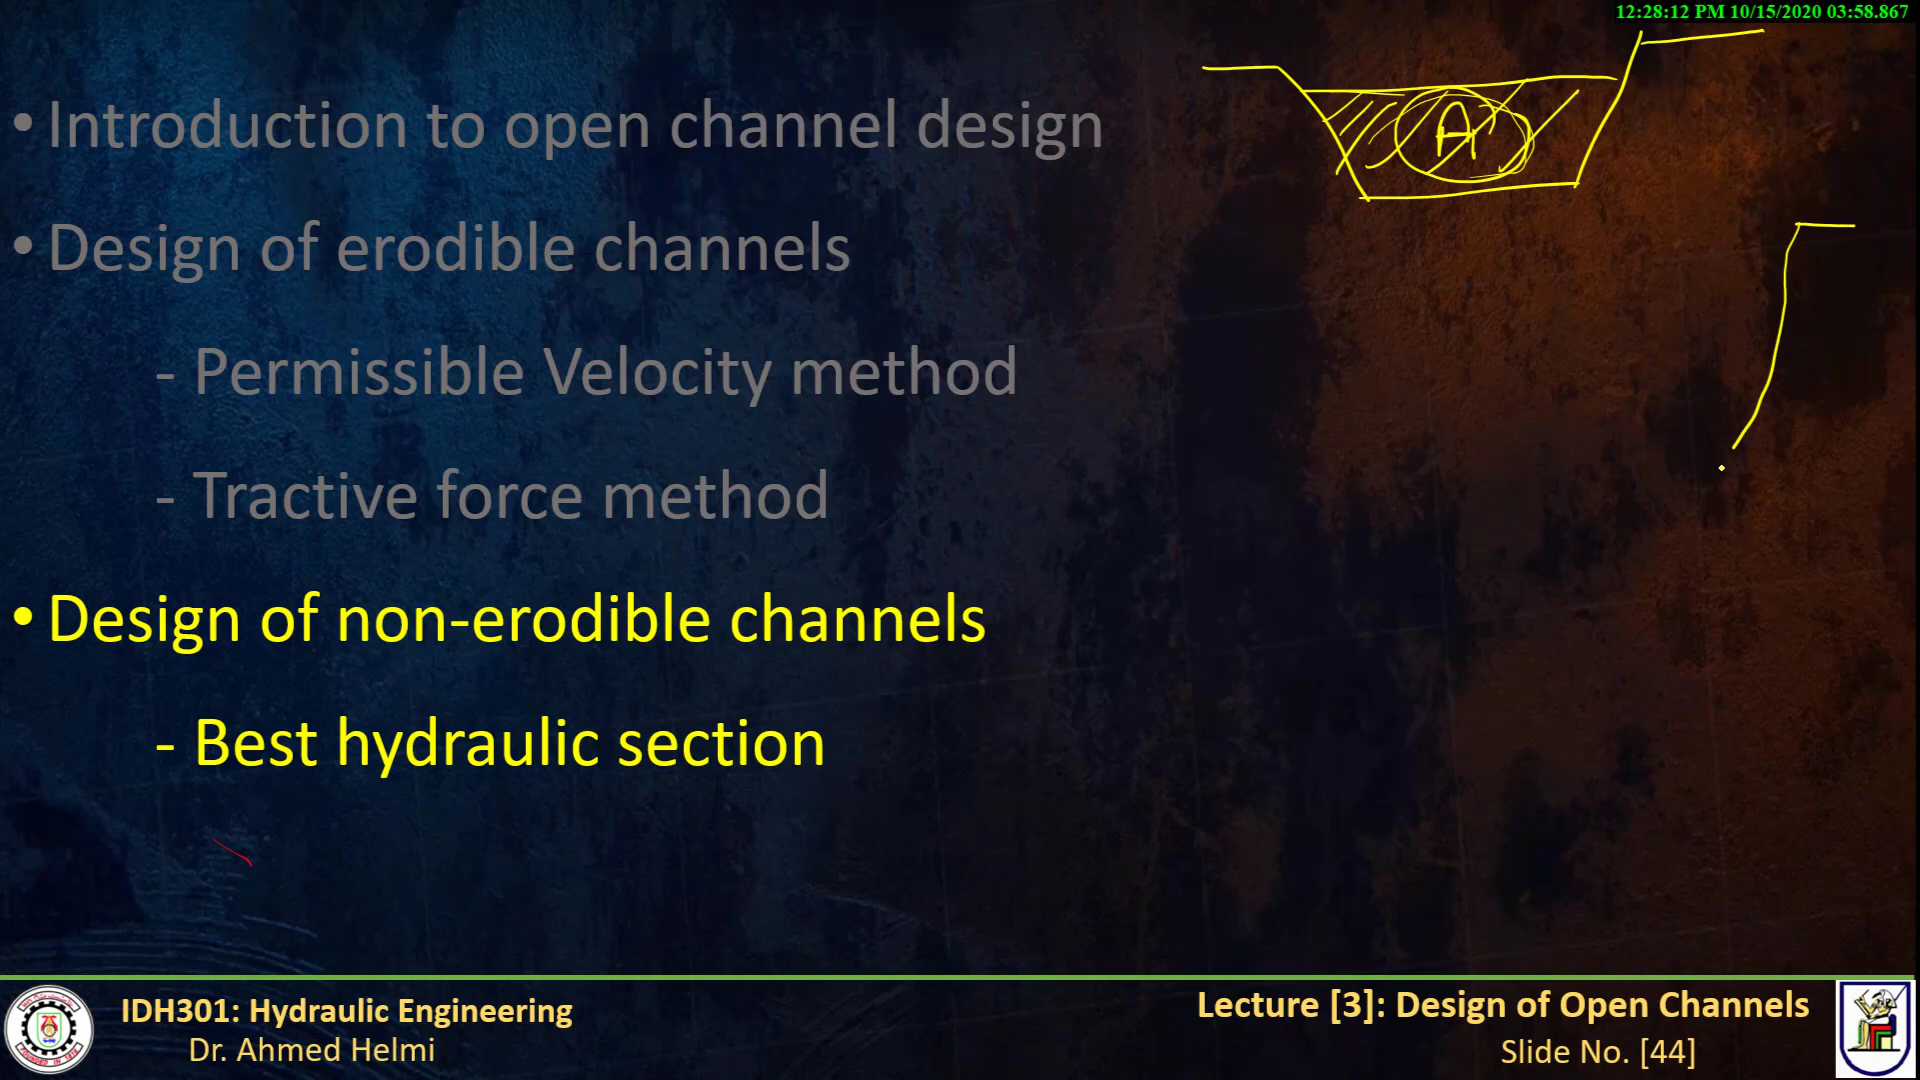 12:28:12 PM 10/15/2020 03:58.867
• Introduction to open channel design
A
• Design of erodible channels
- Permissible Velocity method
- Tractive force method
• Design of non-erodible channels
- Best hydraulic section
IDH301: Hydraulic Engineering
Dr. Ahmed Helmi
Lecture [3]: Design of Open Channels
Slide No. [44]